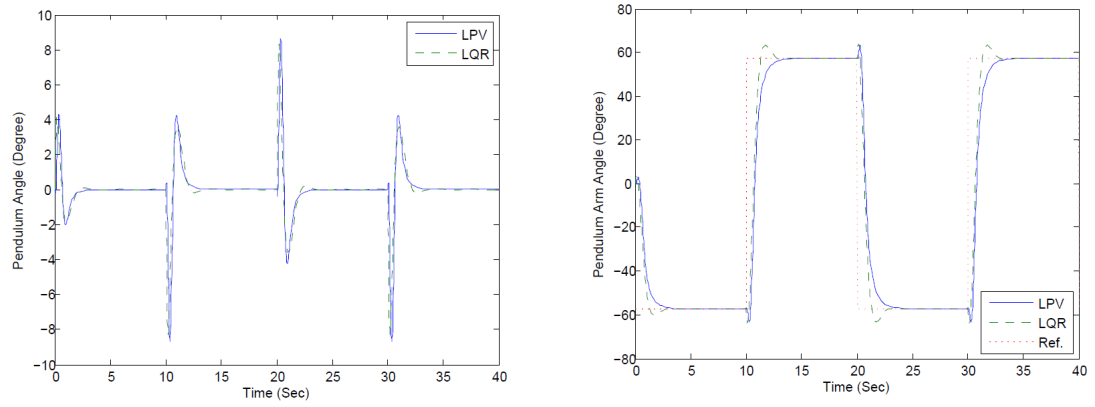 10
8
6
4
2
0
-2
-4
-6
-8
-10
Pendulum Angle (Degree)
0 5 10 15 20 25 30 35 40
Time (Sec)
LPV
LQR
80
60
40
20
0
-20
-40
-60
-80
Pendulum Arm Angle (Degree)
0 5 10 15 20 25 30 35 40
Time (Sec)
LPV
LQR
Ref.